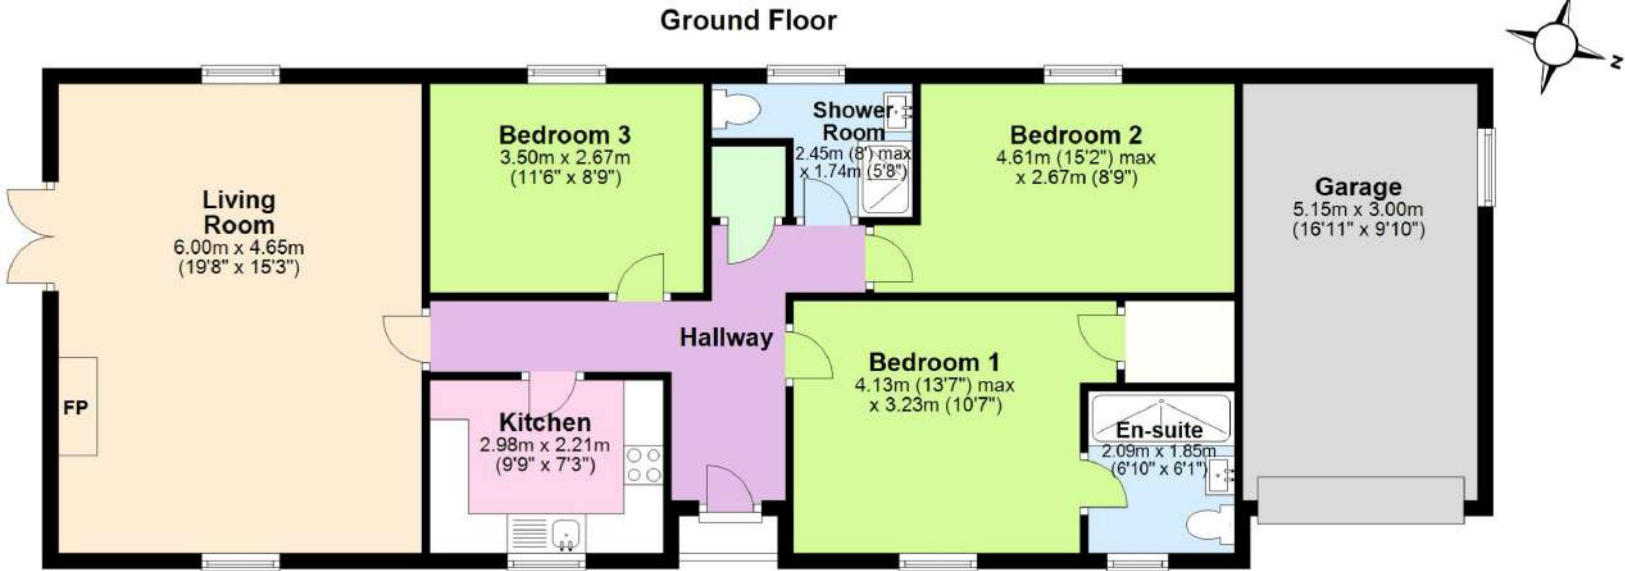 Ground Floor
N
Living
Room
6.00m x 4.65m
(19'8" x 15'3")
FP
Bedroom 3
3.50m x 2.67m
(11'6" x 8'9")
Shower
Room
2.45m (8') max
x 1.74m (5'8")
Bedroom 2
4.61m (15'2") max
x 2.67m (8'9")
Garage
5.15m x 3.00m
(16'11" x 9'10")
Hallway
Kitchen
2.98m x 2.21m
(9'9" x 7'3")
Bedroom 1
4.13m (13'7") max
x 3.23m (10'7")
En-suite
2.09m x 1.85m
(6'10" x 6'1")